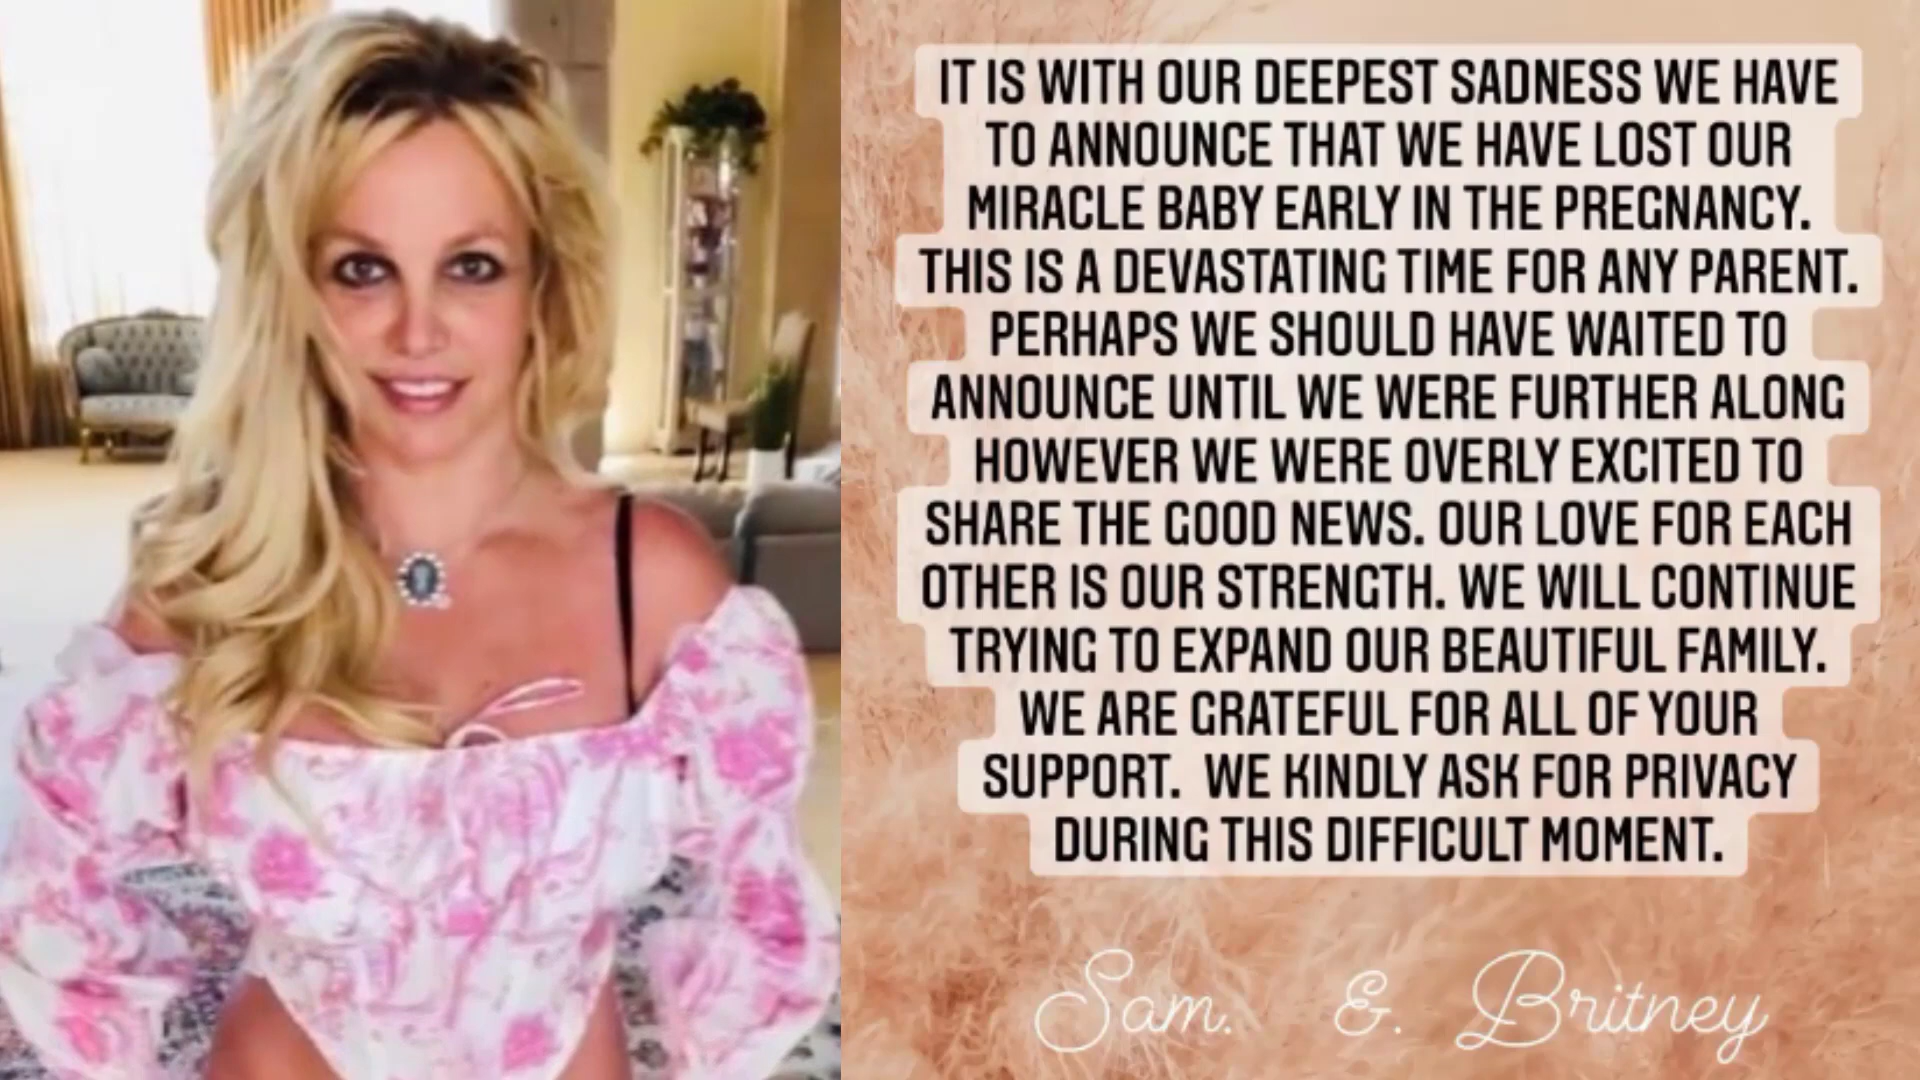 IT IS WITH OUR DEEPEST SADNESS WE HAVE
TO ANNOUNCE THAT WE HAVE LOST OUR
MIRACLE BABY EARLY IN THE PREGNANCY.
THIS IS A DEVASTATING TIME FOR ANY PARENT.
PERHAPS WE SHOULD HAVE WAITED TO
ANNOUNCE UNTIL WE WERE FURTHER ALONG
HOWEVER WE WERE OVERLY EXCITED TO
SHARE THE GOOD NEWS. OUR LOVE FOR EACH
OTHER IS OUR STRENGTH. WE WILL CONTINUE
TRYING TO EXPAND OUR BEAUTIFUL FAMILY.
WE ARE GRATEFUL FOR ALL OF YOUR
SUPPORT. WE KINDLY ASK FOR PRIVACY
DURING THIS DIFFICULT MOMENT.
Sam. &. Britney